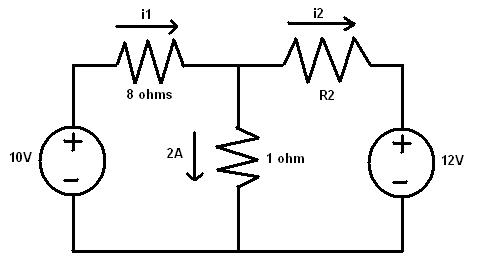 i1
i2
8 ohms
R2
10V
+
−
2A
1 ohm
+
−
12V